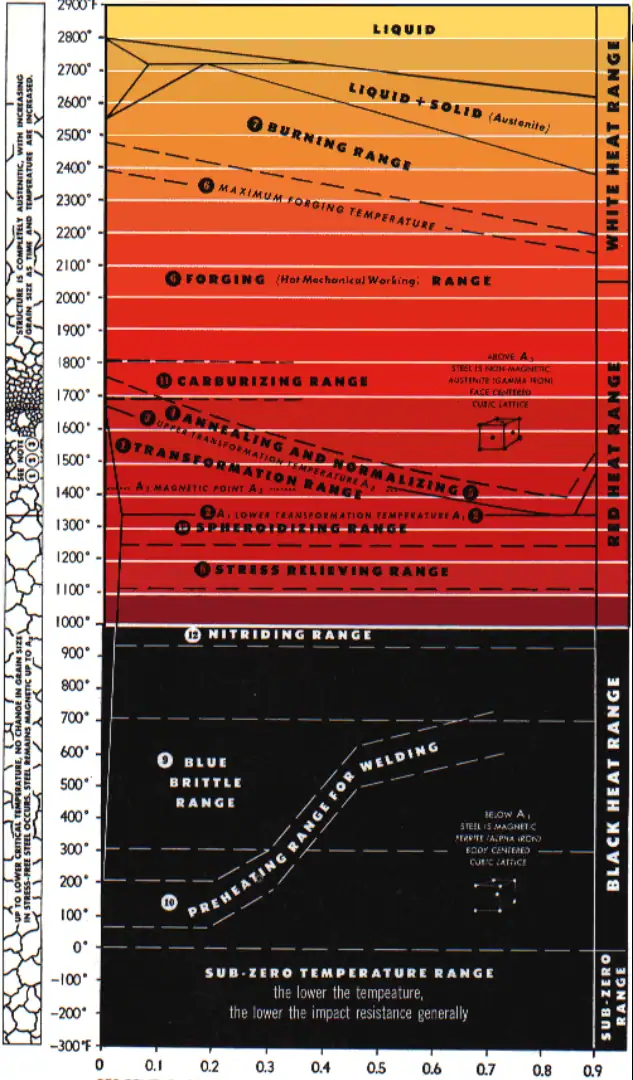 2900°F
LIQUID
2800°
2700°
2600°
LIQUID + SOLID (Austenite)
2500°
7 BURNING RANGE
2400°
6 MAXIMUM FORGING TEMPERATURE
2300°
2200°
2100°
6 FORGING (Hot Mechanical Working) RANGE
2000°
1900°
1800°
11 CARBURIZING RANGE
1700°
ABOVE A3
STEEL IS NON-MAGNETIC
AUSTENITE (GAMMA IRON)
FACE CENTERED
CUBIC LATTICE
1600°
4 ANNEALING AND NORMALIZING 5
UPPER TRANSFORMATION TEMPERATURE A3
1500°
TRANSFORMATION RANGE
1400°
A2 MAGNETIC POINT A2
2 A1 LOWER TRANSFORMATION TEMPERATURE A1 2
1300°
SPHEROIDIZING RANGE
1200°
8 STRESS RELIEVING RANGE
1100°
1000°
12 NITRIDING RANGE
900°
800°
700°
600°
9 BLUE
BRITTLE
RANGE
500°
400°
300°
200°
100°
10 PREHEATING RANGE FOR WELDING
BELOW A1
STEEL IS MAGNETIC
FERRITE (ALPHA IRON)
BODY CENTERED
CUBIC LATTICE
0°
SUB-ZERO TEMPERATURE RANGE
the lower the tempeature,
the lower the impact resistance generally
-100°
-200°
-300°F
0 0.1 0.2 0.3 0.4 0.5 0.6 0.7 0.8 0.9
WHITE HEAT RANGE
RED HEAT RANGE
BLACK HEAT RANGE
SUB-ZERO
RANGE
STRUCTURE IS COMPLETELY AUSTENITIC, WITH INCREASING
GRAIN SIZE AS TIME AND TEMPERATURE ARE INCREASED.
SEE NOTE
1 3
UP TO LOWER CRITICAL TEMPERATURE, NO CHANGE IN GRAIN SIZE
IN STRESS-FREE STEEL OCCURS. STEEL REMAINS MAGNETIC UP TO A2